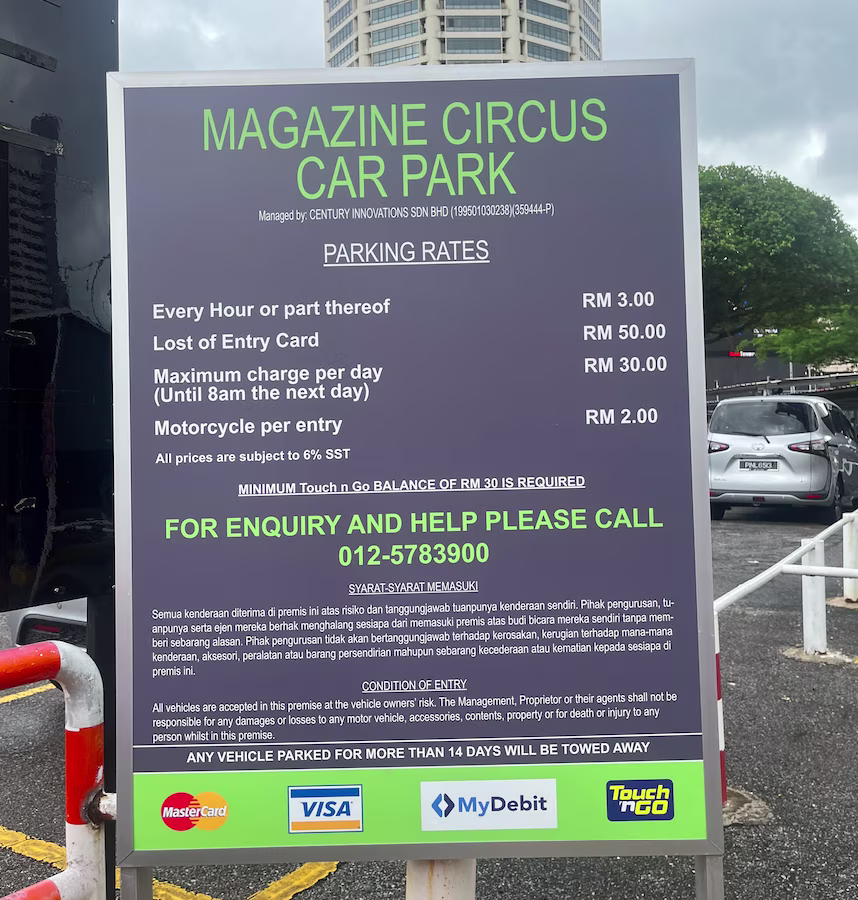 MAGAZINE CIRCUS
CAR PARK
Managed by: CENTURY INNOVATIONS SDN BHD (199501030238)(359444-P)
PARKING RATES
Every Hour or part thereof RM 3.00
Lost of Entry Card RM 50.00
Maximum charge per day RM 30.00
(Until 8am the next day)
Motorcycle per entry RM 2.00
All prices are subject to 6% SST
MINIMUM Touch n Go BALANCE OF RM 30 IS REQUIRED
FOR ENQUIRY AND HELP PLEASE CALL
012-5783900
SYARAT-SYARAT MEMASUKI
Semua kenderaan diterima di premis ini atas risiko dan tanggungjawab tuanpunya kenderaan sendiri. Pihak pengurusan, tu-
anpunya serta ejen mereka berhak menghalang sesiapa dari memasuki premis atas budi bicara mereka sendiri tanpa mem-
beri sebarang alasan. Pihak pengurusan tidak akan bertanggungjawab terhadap kerosakan, kerugian terhadap mana-mana
kenderaan, aksesori, peralatan atau barang persendirian mahupun sebarang kecederaan atau kematian kepada sesiapa di
premis ini.
CONDITION OF ENTRY
All vehicles are accepted in this premise at the vehicle owners' risk. The Management, Proprietor or their agents shall not be
responsible for any damages or losses to any motor vehicle, accessories, contents, property or for death or injury to any
person whilst in this premise.
ANY VEHICLE PARKED FOR MORE THAN 14 DAYS WILL BE TOWED AWAY
MasterCard VISA MyDebit Touch
'n GO